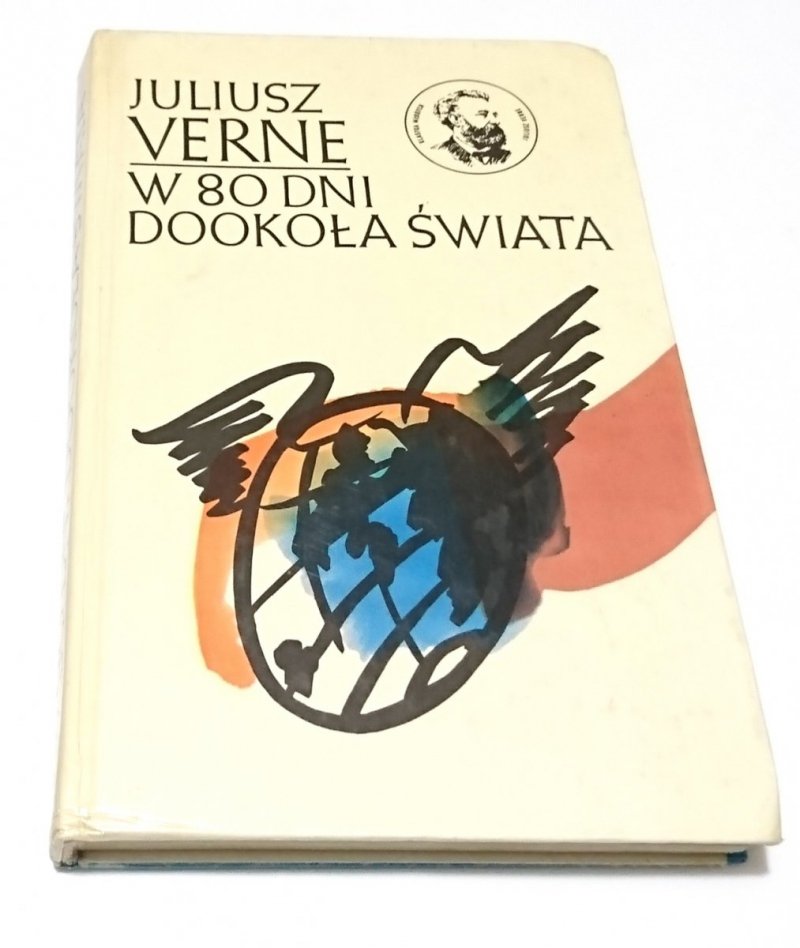 JULIUSZ
VERNE
W 80 DNI
DOOKOŁA ŚWIATA